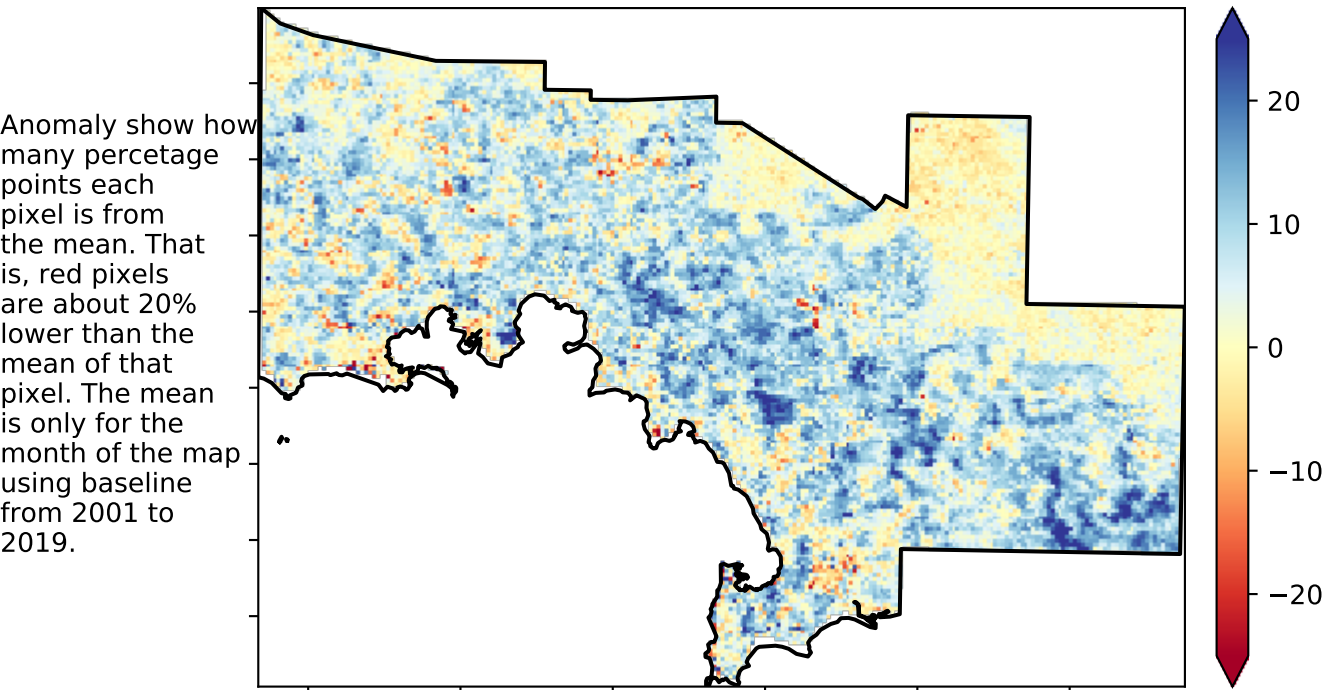 Anomaly show how
many percetage
points each
pixel is from
the mean. That
is, red pixels
are about 20%
lower than the
mean of that
pixel. The mean
is only for the
month of the map
using baseline
from 2001 to
2019.
20
10
0
−10
−20